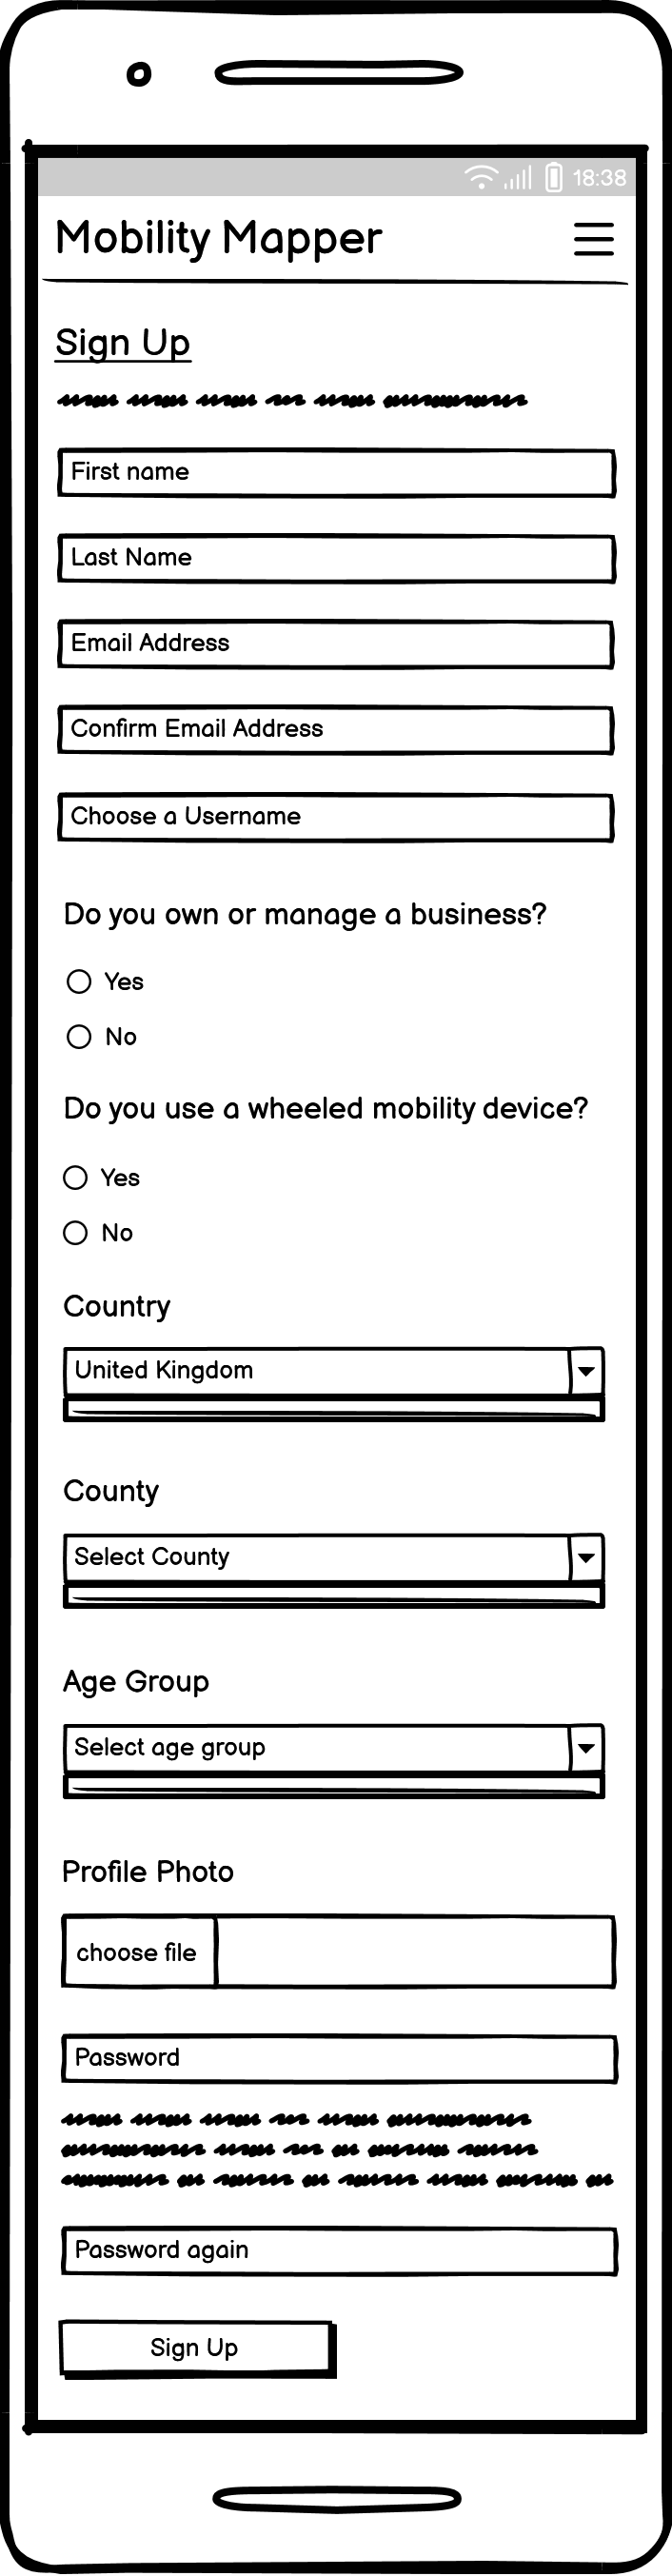 18:38
Mobility Mapper
Sign Up
First name
Last Name
Email Address
Confirm Email Address
Choose a Username
Do you own or manage a business?
Yes
No
Do you use a wheeled mobility device?
Yes
No
Country
United Kingdom
County
Select County
Age Group
Select age group
Profile Photo
choose file
Password
Password again
Sign Up